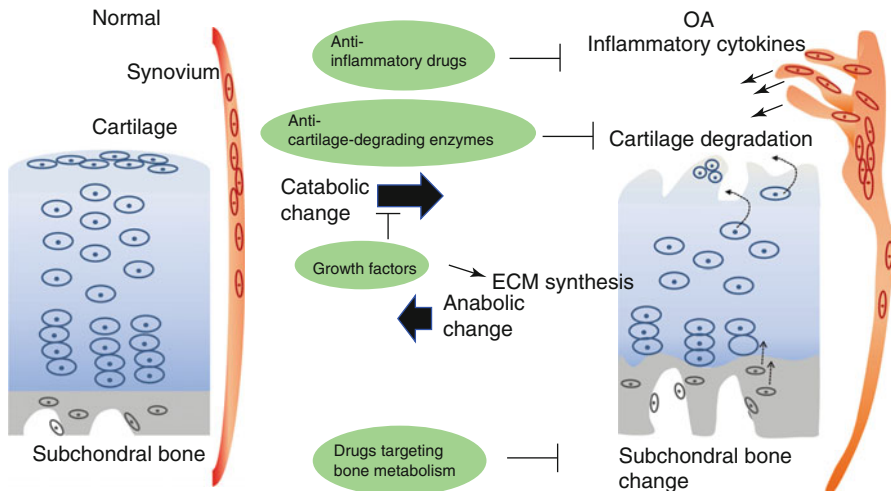 Normal
Synovium
Cartilage
Subchondral bone
Anti-
inflammatory drugs
Anti-
cartilage-degrading enzymes
Catabolic
change
Growth factors
ECM synthesis
Anabolic
change
Drugs targeting
bone metabolism
OA
Inflammatory cytokines
Cartilage degradation
Subchondral bone
change